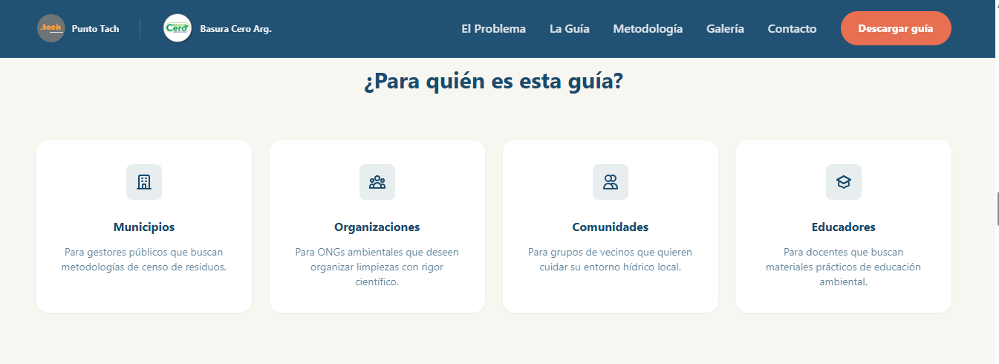 .tach
Punto Tach
Cero
Basura Cero Arg.
El Problema
La Guía
Metodología
Galería
Contacto
Descargar guía
¿Para quién es esta guía?
Municipios
Para gestores públicos que buscan
metodologías de censo de residuos.
Organizaciones
Para ONGs ambientales que deseen
organizar limpiezas con rigor
científico.
Comunidades
Para grupos de vecinos que quieren
cuidar su entorno hídrico local.
Educadores
Para docentes que buscan
materiales prácticos de educación
ambiental.